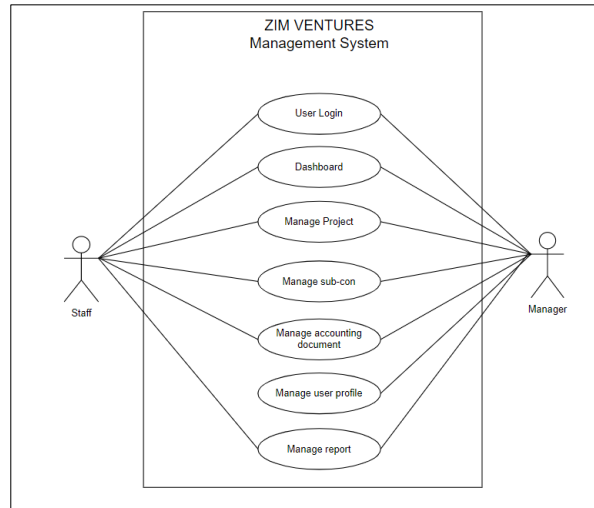 ZIM VENTURES
Management System
User Login
Dashboard
Manage Project
Manage sub-con
Staff
Manager
Manage accounting
document
Manage user profile
Manage report